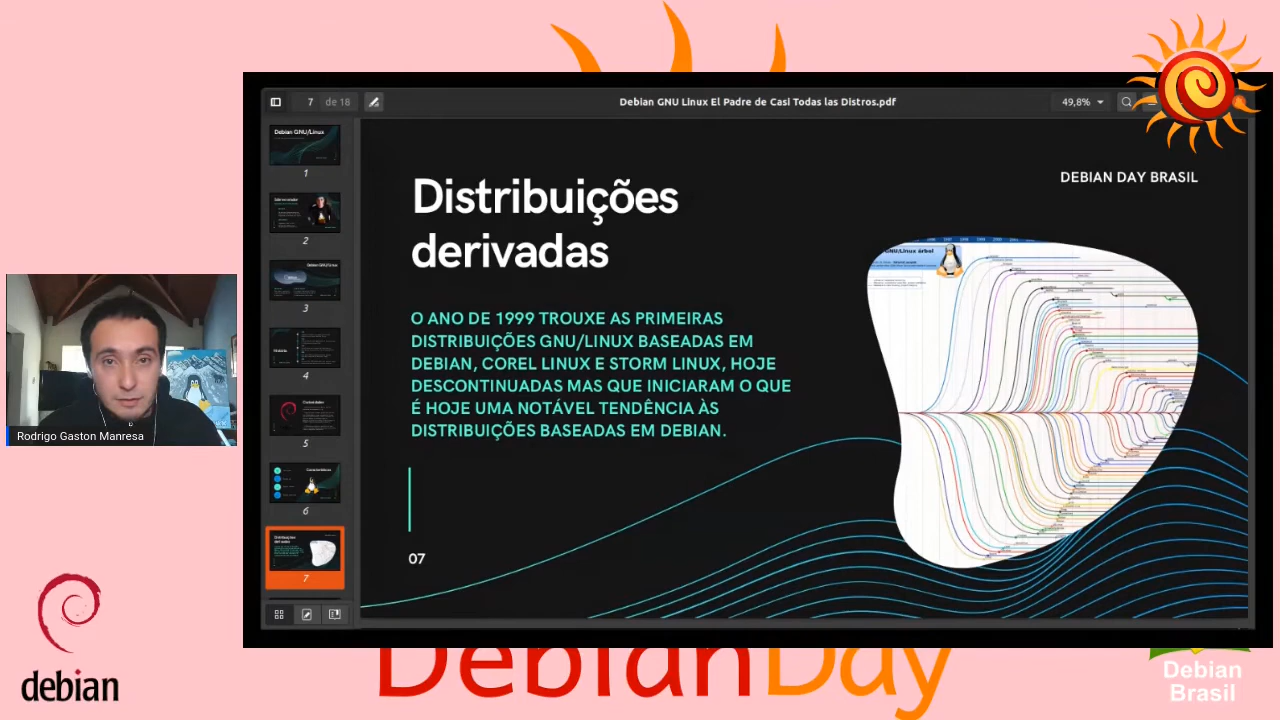 7 de 18
Debian GNU Linux El Padre de Casi Todas las Distros.pdf
49,8%
Debian GNU/Linux
1
2
Debian GNU/Linux
3
4
5
6
7
Distribuições
derivadas
DEBIAN DAY BRASIL
O ANO DE 1999 TROUXE AS PRIMEIRAS
DISTRIBUIÇÕES GNU/LINUX BASEADAS EM
DEBIAN, COREL LINUX E STORM LINUX, HOJE
DESCONTINUADAS MAS QUE INICIARAM O QUE
É HOJE UMA NOTÁVEL TENDÊNCIA ÀS
DISTRIBUIÇÕES BASEADAS EM DEBIAN.
07
Rodrigo Gaston Manresa
debian
DebianDay
Debian
Brasil